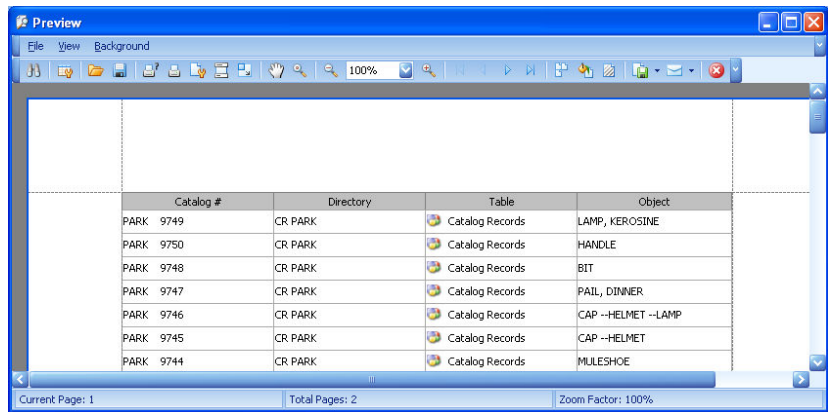 Preview
File View Background
100%
Catalog # Directory Table Object
PARK 9749 CR PARK Catalog Records LAMP, KEROSINE
PARK 9750 CR PARK Catalog Records HANDLE
PARK 9748 CR PARK Catalog Records BIT
PARK 9747 CR PARK Catalog Records PAIL, DINNER
PARK 9746 CR PARK Catalog Records CAP --HELMET --LAMP
PARK 9745 CR PARK Catalog Records CAP --HELMET
PARK 9744 CR PARK Catalog Records MULESHOE
Current Page: 1 Total Pages: 2 Zoom Factor: 100%